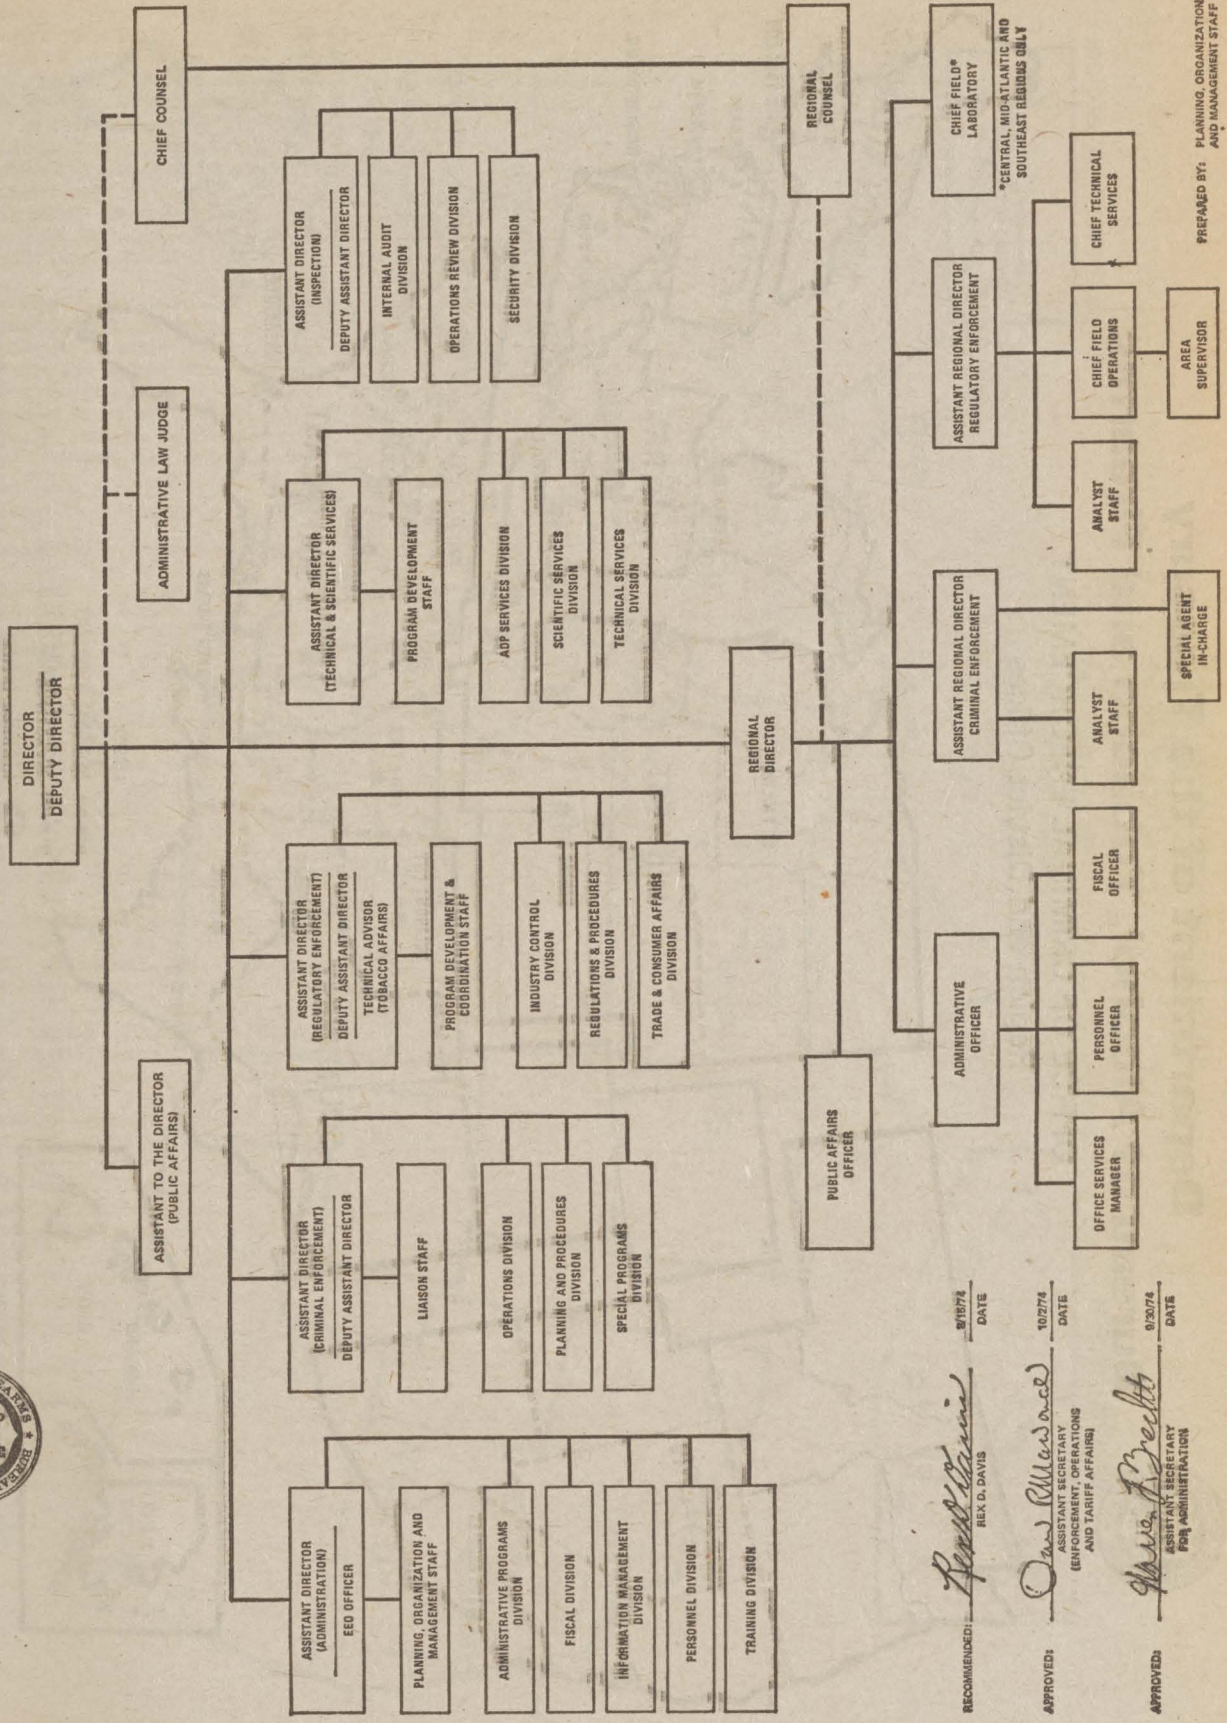 DIRECTOR
DEPUTY DIRECTOR
ASSISTANT TO THE DIRECTOR
(PUBLIC AFFAIRS)
ADMINISTRATIVE LAW JUDGE
CHIEF COUNSEL
ASSISTANT DIRECTOR
(ADMINISTRATION)
EEO OFFICER
PLANNING, ORGANIZATION AND
MANAGEMENT STAFF
ADMINISTRATIVE PROGRAMS
DIVISION
FISCAL DIVISION
INFORMATION MANAGEMENT
DIVISION
PERSONNEL DIVISION
TRAINING DIVISION
ASSISTANT DIRECTOR
(CRIMINAL ENFORCEMENT)
DEPUTY ASSISTANT DIRECTOR
LIAISON STAFF
OPERATIONS DIVISION
PLANNING AND PROCEDURES
DIVISION
SPECIAL PROGRAMS
DIVISION
ASSISTANT DIRECTOR
(REGULATORY ENFORCEMENT)
DEPUTY ASSISTANT DIRECTOR
TECHNICAL ADVISOR
(TOBACCO AFFAIRS)
PROGRAM DEVELOPMENT &
COORDINATION STAFF
INDUSTRY CONTROL
DIVISION
REGULATIONS & PROCEDURES
DIVISION
TRADE & CONSUMER AFFAIRS
DIVISION
ASSISTANT DIRECTOR
(TECHNICAL & SCIENTIFIC SERVICES)
PROGRAM DEVELOPMENT
STAFF
ADP SERVICES DIVISION
SCIENTIFIC SERVICES
DIVISION
TECHNICAL SERVICES
DIVISION
ASSISTANT DIRECTOR
(INSPECTION)
DEPUTY ASSISTANT DIRECTOR
INTERNAL AUDIT
DIVISION
OPERATIONS REVIEW DIVISION
SECURITY DIVISION
REGIONAL
DIRECTOR
REGIONAL
COUNSEL
PUBLIC AFFAIRS
OFFICER
ADMINISTRATIVE
OFFICER
OFFICE SERVICES
MANAGER
PERSONNEL
OFFICER
FISCAL
OFFICER
ASSISTANT REGIONAL DIRECTOR
CRIMINAL ENFORCEMENT
ANALYST
STAFF
SPECIAL AGENT
IN-CHARGE
ASSISTANT REGIONAL DIRECTOR
REGULATORY ENFORCEMENT
ANALYST
STAFF
CHIEF FIELD
OPERATIONS
CHIEF TECHNICAL
SERVICES
AREA
SUPERVISOR
CHIEF FIELD*
LABORATORY
*CENTRAL, MID-ATLANTIC AND
SOUTHEAST REGIONS ONLY
RECOMMENDED: Rex D. Davis
REX D. DAVIS
DATE
APPROVED: 10/2/74
ASSISTANT SECRETARY
(ENFORCEMENT, OPERATIONS
AND TARIFF AFFAIRS)
DATE
APPROVED: 9/30/74
ASSISTANT SECRETARY
FOR ADMINISTRATION
DATE
PREPARED BY: PLANNING, ORGANIZATION
AND MANAGEMENT STAFF